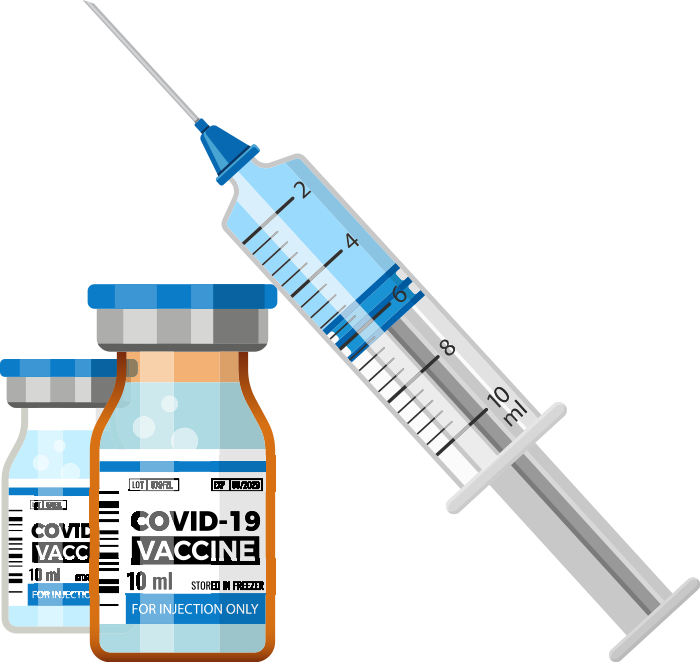 2
4
6
8
10
ml
LOT
EXP
COVID-19
VACCINE
10 ml
STORED IN FREEZER
FOR INJECTION ONLY
COVID
VACC
10 ml
FOR INJECTIO